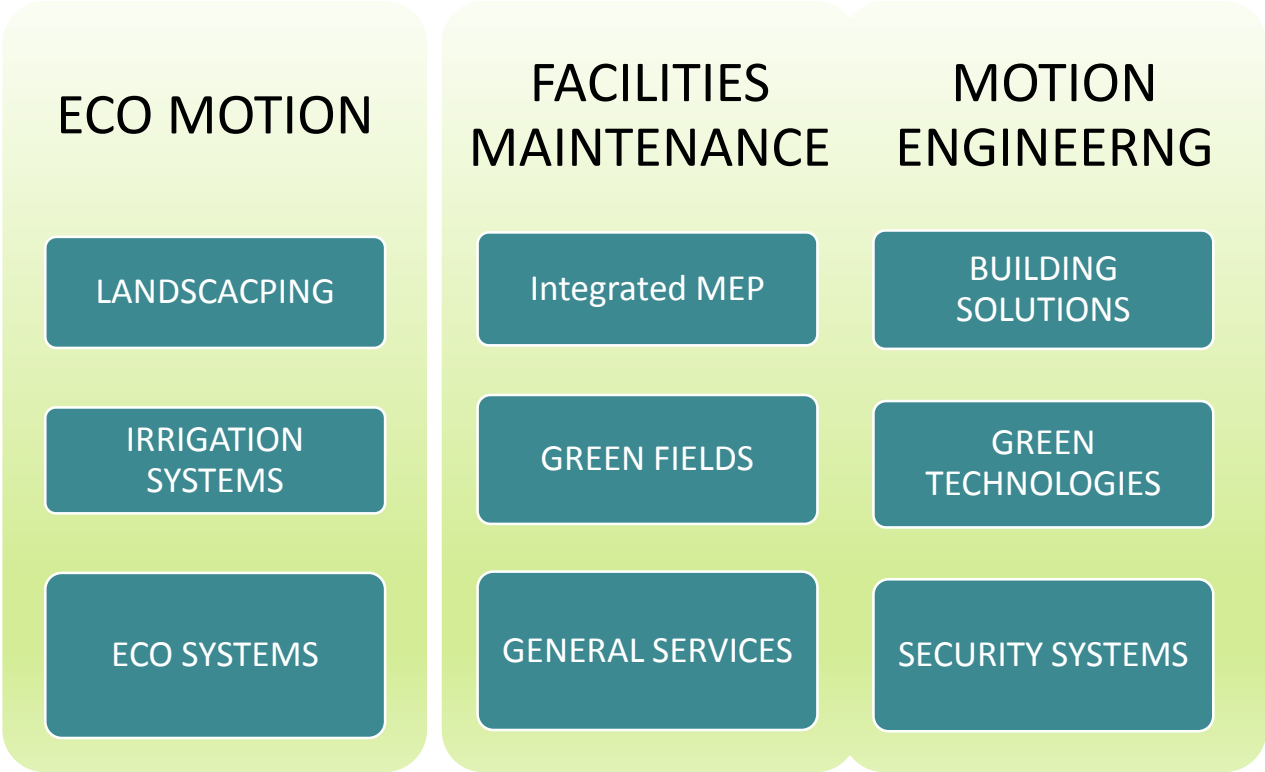 ECO MOTION
LANDSCACPING
IRRIGATION
SYSTEMS
ECO SYSTEMS
FACILITIES
MAINTENANCE
Integrated MEP
GREEN FIELDS
GENERAL SERVICES
MOTION
ENGINEERNG
BUILDING
SOLUTIONS
GREEN
TECHNOLOGIES
SECURITY SYSTEMS